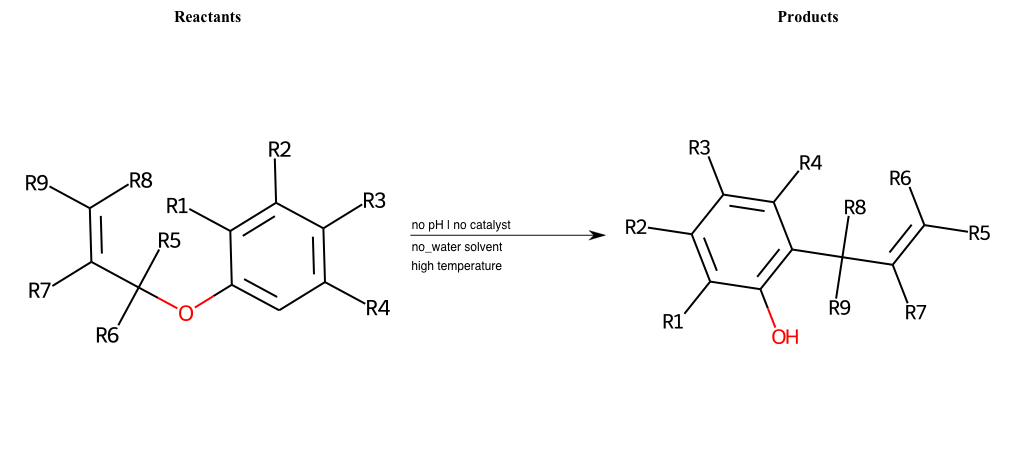 Reactants
Products
R2
R3
R4
R9
R8
R6
R1
R3
R8
R2
R5
R5
R7
R4
R9
R7
R6
O
R1
OH
no pH | no catalyst
no_water solvent
high temperature